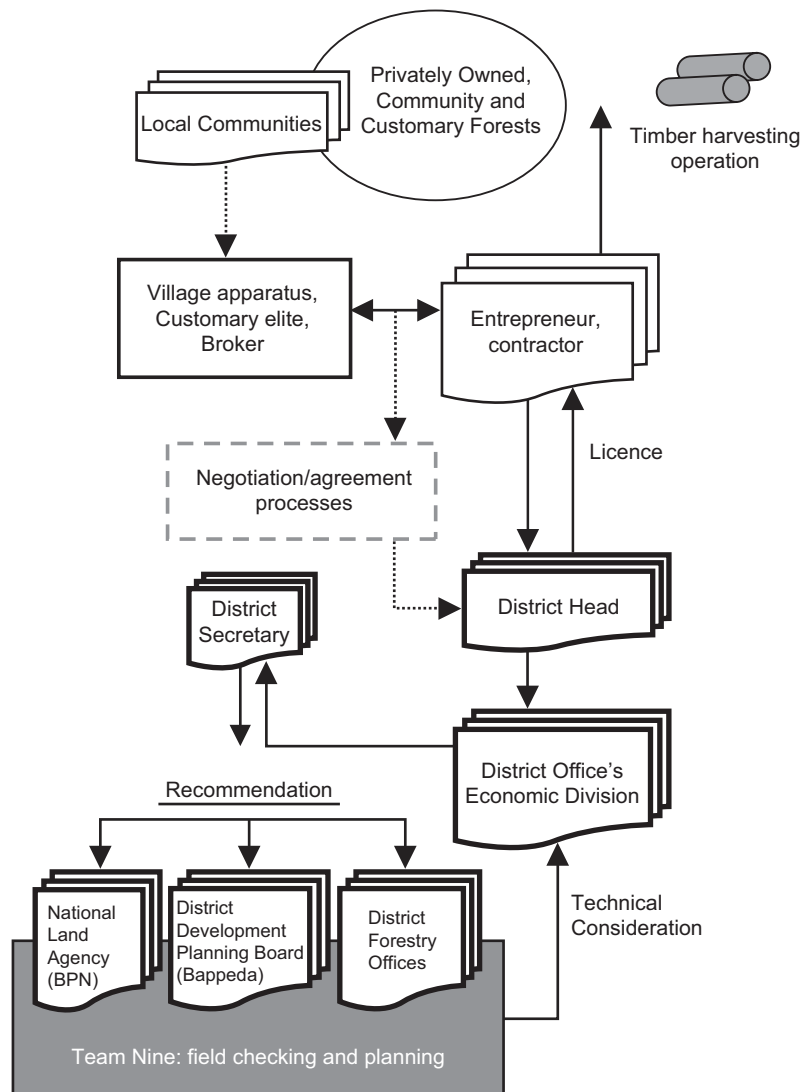 Privately Owned,
Community and
Customary Forests
Local Communities
Timber harvesting
operation
Village apparatus,
Customary elite,
Broker
Entrepreneur,
contractor
Negotiation/agreement
processes
Licence
District
Secretary
District Head
District Office’s
Economic Division
Recommendation
National
Land
Agency
(BPN)
District
Development
Planning Board
(Bappeda)
District
Forestry
Offices
Technical
Consideration
Team Nine: field checking and planning